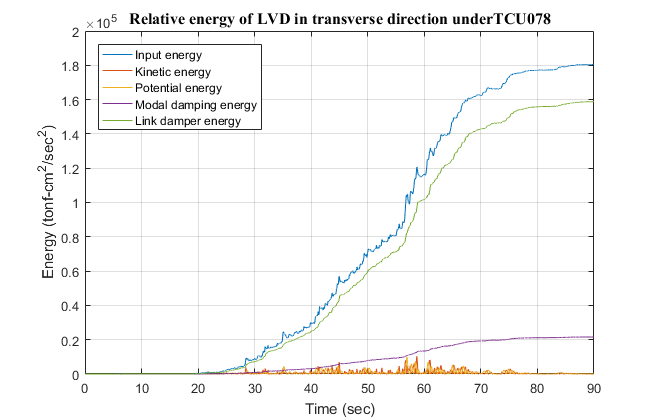 Relative energy of LVD in transverse direction underTCU078
×10⁵
2
1.8
1.6
1.4
1.2
1
0.8
0.6
0.4
0.2
0
Energy (tonf-cm²/sec²)
Input energy
Kinetic energy
Potential energy
Modal damping energy
Link damper energy
0 10 20 30 40 50 60 70 80 90
Time (sec)